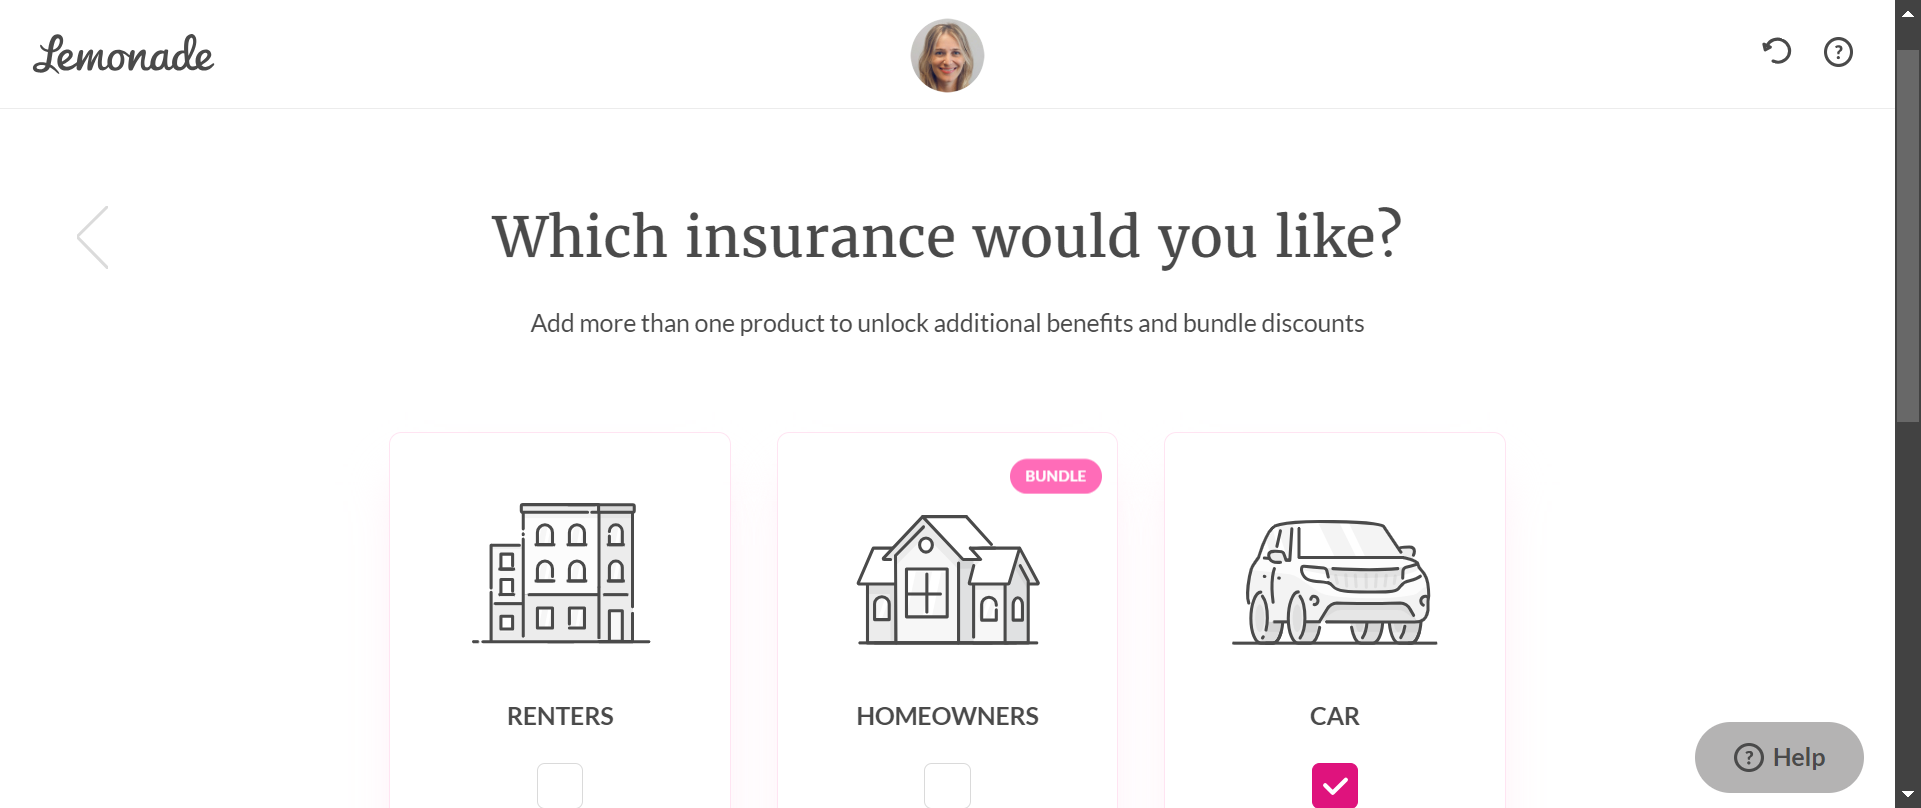 Lemonade
Which insurance would you like?
Add more than one product to unlock additional benefits and bundle discounts
BUNDLE
RENTERS
HOMEOWNERS
CAR
? Help